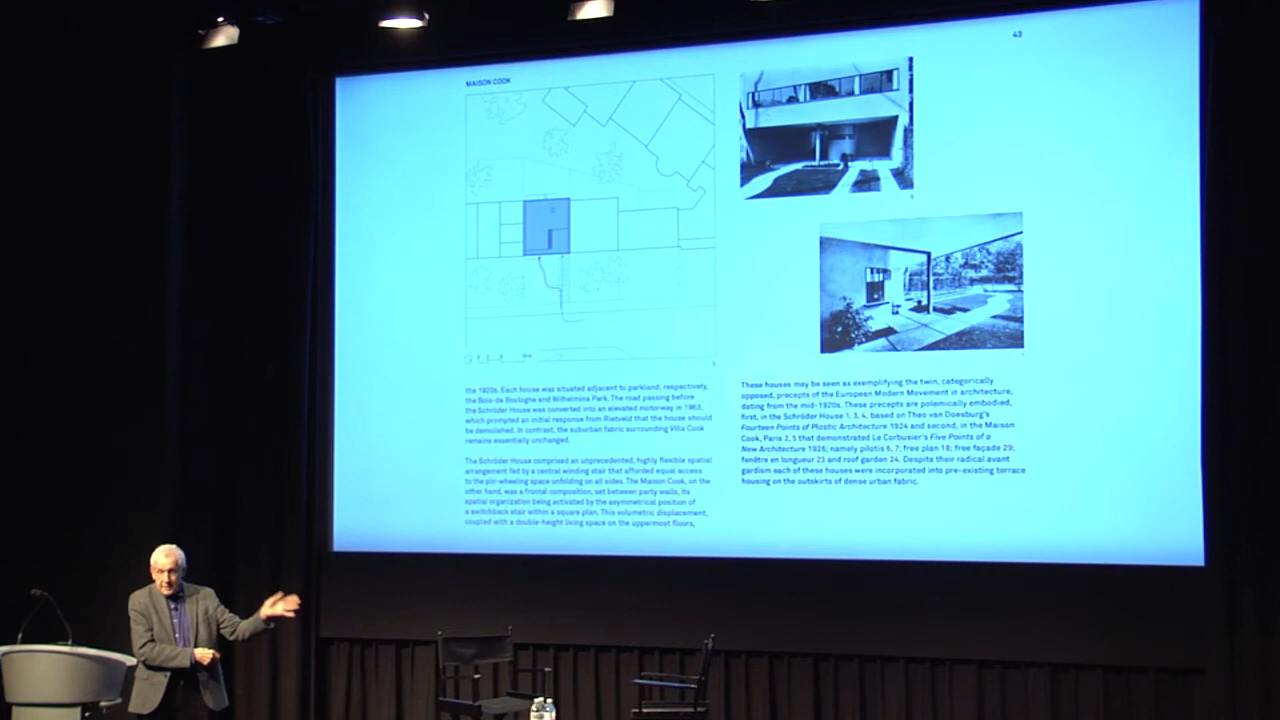 43
MAISON COOK
the 1920s. Each house was situated adjacent to parkland, respectively,
the Bois-de Boulogne and Wilhelmina Park. The road passing before
the Schröder House was converted into an elevated motorway in 1963,
which prompted an initial response from Rietveld that the house should
be demolished. In contrast, the suburban fabric surrounding Villa Cook
remains essentially unchanged.
The Schröder House comprised an unprecedented, highly flexible spatial
arrangement fed by a central winding stair that afforded equal access
to the pin-wheeling space unfolding on all sides. The Maison Cook, on the
other hand, was a frontal composition, set between party walls, its
spatial organization being activated by the asymmetrical position of
a switchback stair within a square plan. This volumetric displacement,
coupled with a double-height living space on the uppermost floors,
These houses may be seen as exemplifying the twin, categorically
opposed, precepts of the European Modern Movement in architecture,
dating from the mid-1920s. These precepts are polemically embodied,
first, in the Schröder House 1, 3, 4, based on Theo van Doesburg's
Fourteen Points of Plastic Architecture 1924 and second, in the Maison
Cook, Paris 2, 5 that demonstrated Le Corbusier's Five Points of a
New Architecture 1926; namely pilotis 6, 7; free plan 18; free façade 29;
fenêtre en longueur 23 and roof garden 24. Despite their radical avant
gardism each of these houses were incorporated into pre-existing terrace
housing on the outskirts of dense urban fabric.